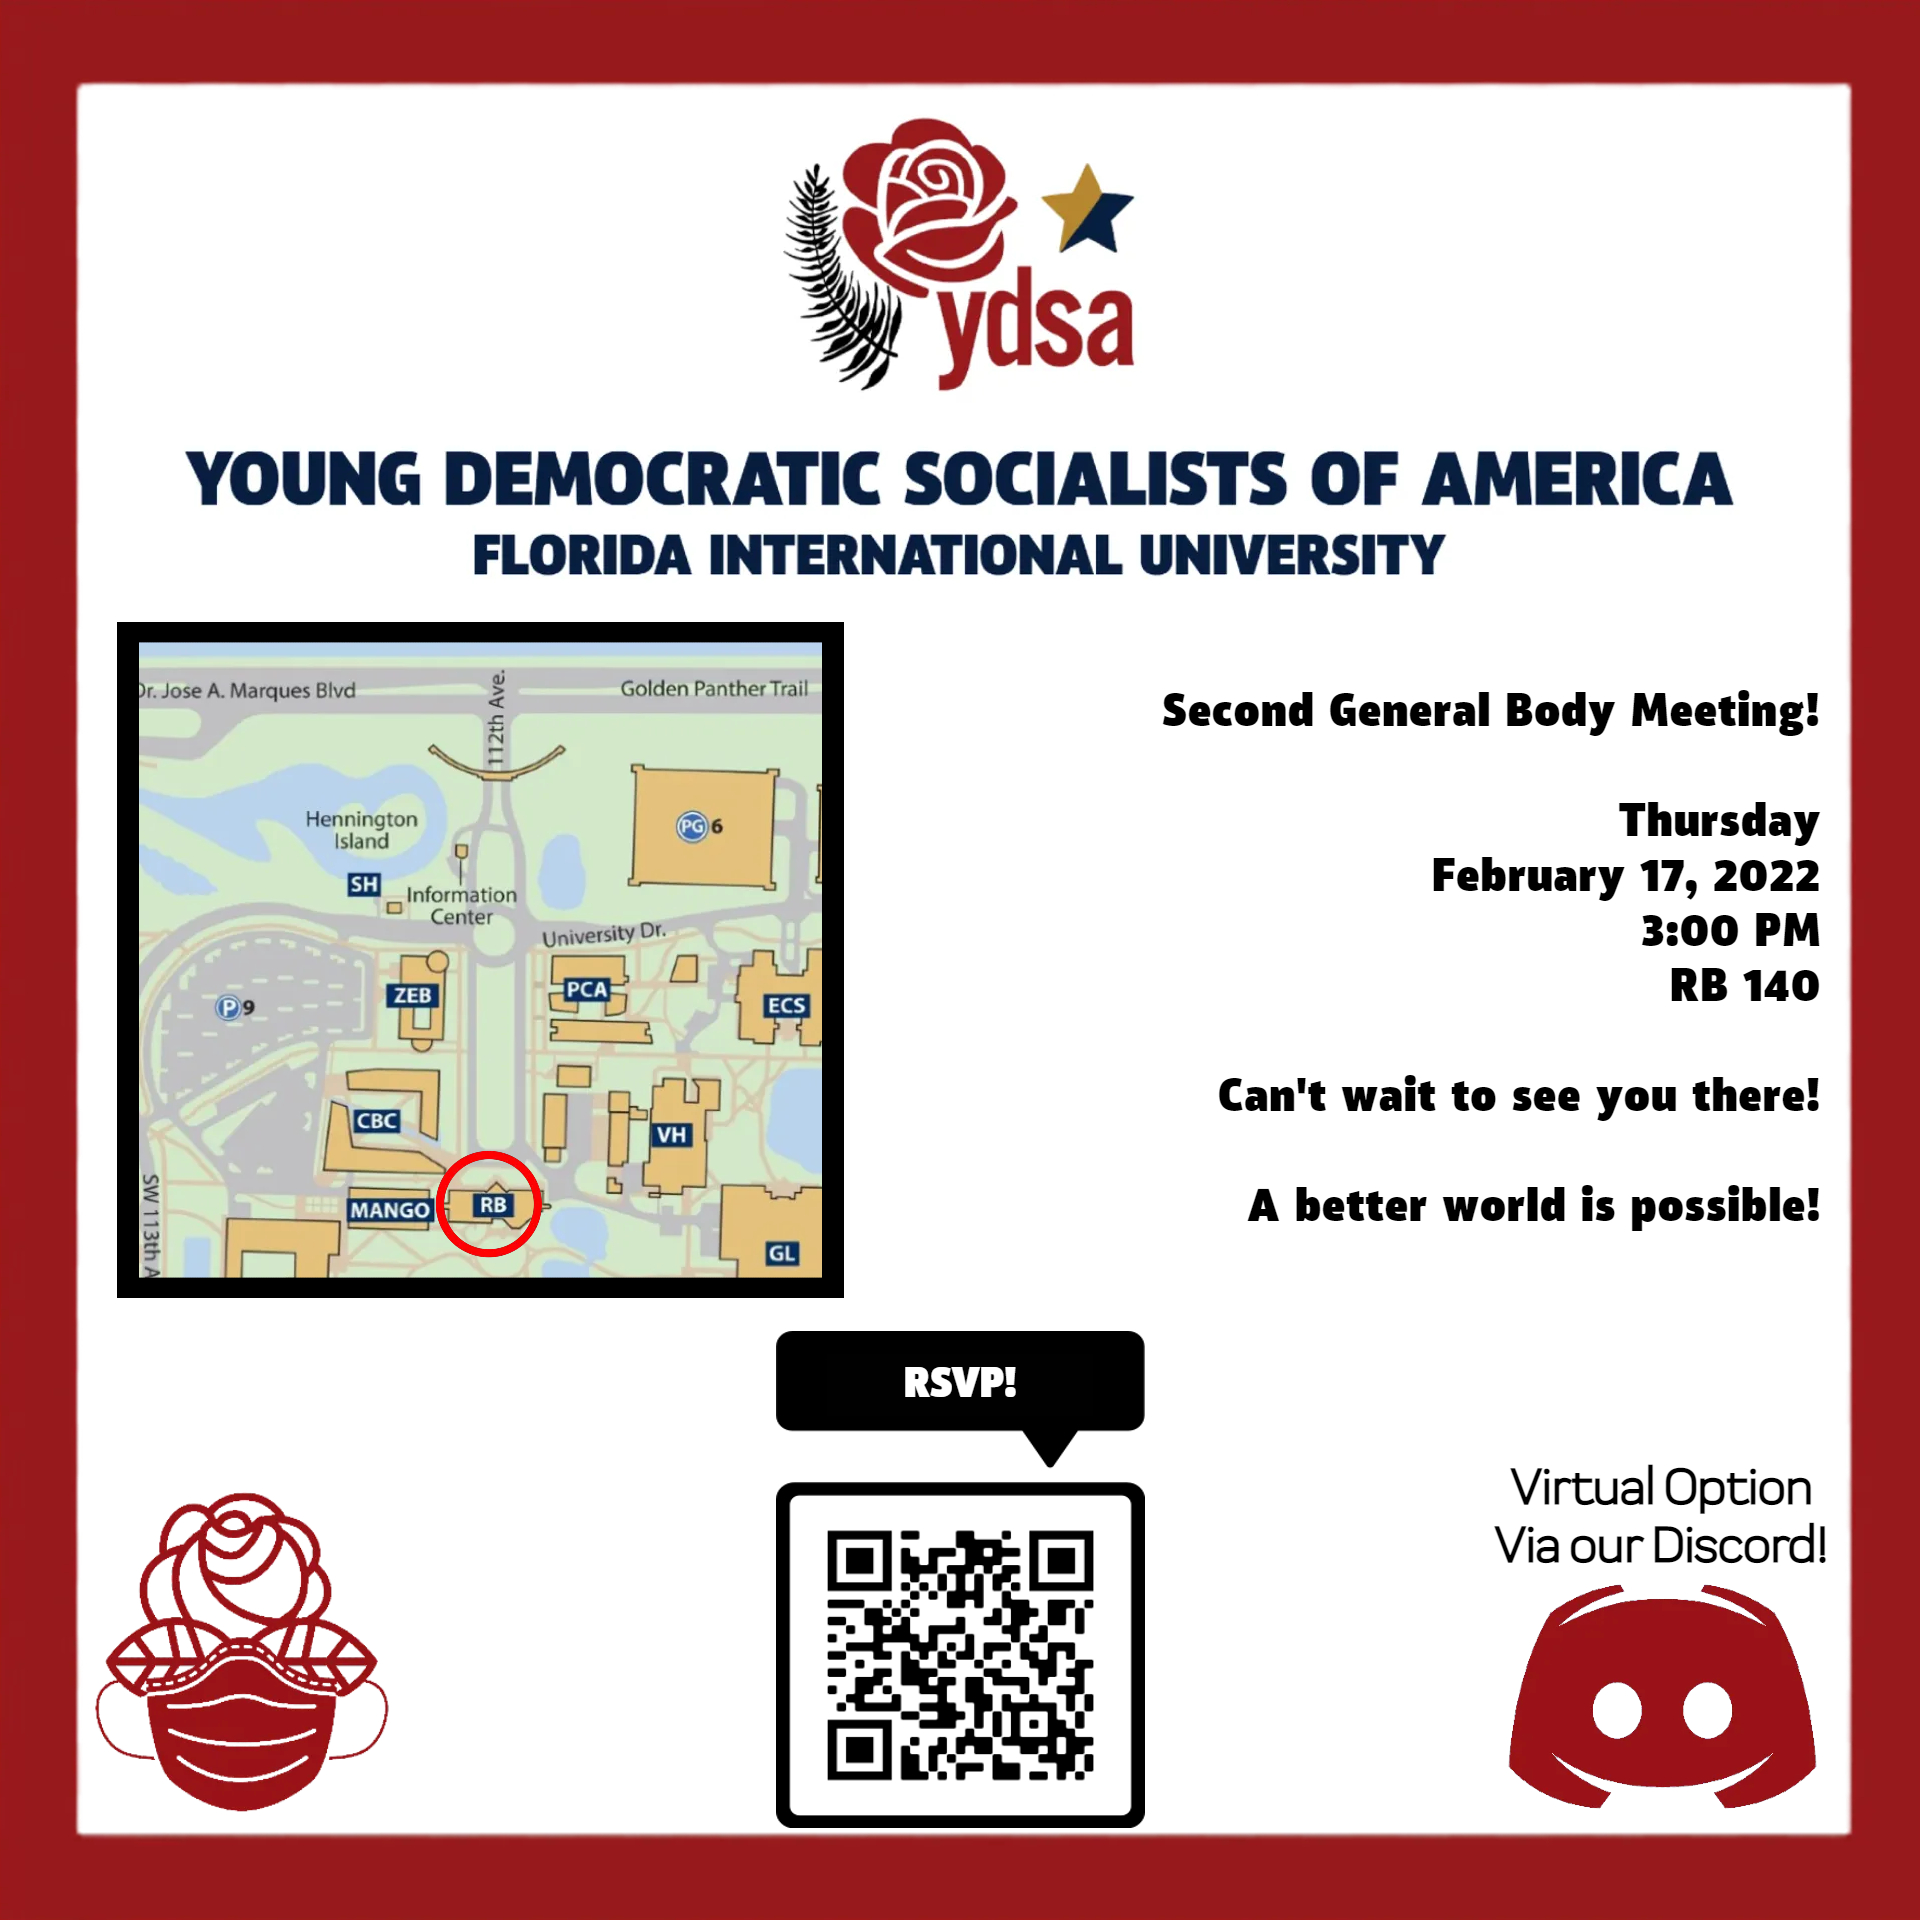 ydsa
YOUNG DEMOCRATIC SOCIALISTS OF AMERICA
FLORIDA INTERNATIONAL UNIVERSITY
Dr. Jose A. Marques Blvd
112th Ave.
Golden Panther Trail
Hennington
Island
PG 6
SH
Information
Center
University Dr.
ZEB
PCA
ECS
P 9
CBC
VH
SW 113th A
MANGO
RB
GL
Second General Body Meeting!
Thursday
February 17, 2022
3:00 PM
RB 140
Can't wait to see you there!
A better world is possible!
RSVP!
Virtual Option
Via our Discord!